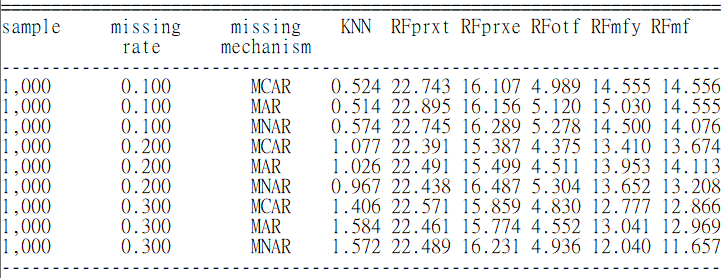 sample missing missing KNN RFprxt RFprxe RFotf RFmfy RFmf
rate mechanism
1,000 0.100 MCAR 0.524 22.743 16.107 4.989 14.555 14.556
1,000 0.100 MAR 0.514 22.895 16.156 5.120 15.030 14.555
1,000 0.100 MNAR 0.574 22.745 16.289 5.278 14.500 14.076
1,000 0.200 MCAR 1.077 22.391 15.387 4.375 13.410 13.674
1,000 0.200 MAR 1.026 22.491 15.499 4.511 13.953 14.113
1,000 0.200 MNAR 0.967 22.438 16.487 5.304 13.652 13.208
1,000 0.300 MCAR 1.406 22.571 15.859 4.830 12.777 12.866
1,000 0.300 MAR 1.584 22.461 15.774 4.552 13.041 12.969
1,000 0.300 MNAR 1.572 22.489 16.231 4.936 12.040 11.657